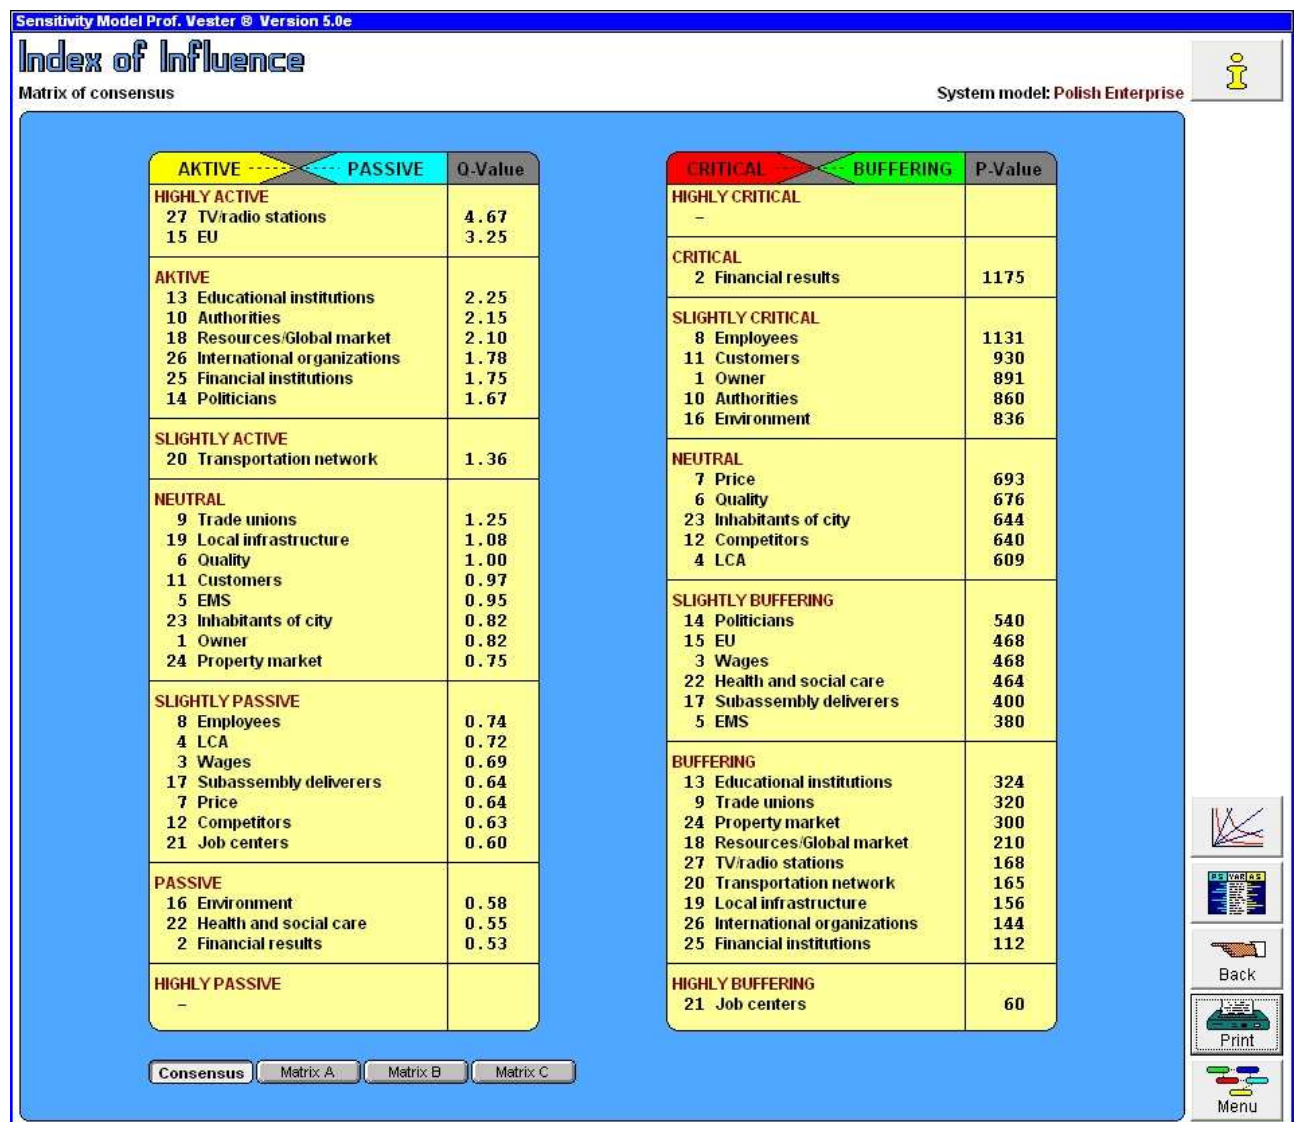 Sensitivity Model Prof. Vester ® Version 5.0e
Index of Influence
Matrix of consensus
System model: Polish Enterprise
AKTIVE PASSIVE Q-Value
HIGHLY ACTIVE
27 TV/radio stations 4.67
15 EU 3.25
AKTIVE
13 Educational institutions 2.25
10 Authorities 2.15
18 Resources/Global market 2.10
26 International organizations 1.78
25 Financial institutions 1.75
14 Politicians 1.67
SLIGHTLY ACTIVE
20 Transportation network 1.36
NEUTRAL
9 Trade unions 1.25
19 Local infrastructure 1.08
6 Quality 1.00
11 Customers 0.97
5 EMS 0.95
23 Inhabitants of city 0.82
1 Owner 0.82
24 Property market 0.75
SLIGHTLY PASSIVE
8 Employees 0.74
4 LCA 0.72
3 Wages 0.69
17 Subassembly deliverers 0.64
7 Price 0.64
12 Competitors 0.63
21 Job centers 0.60
PASSIVE
16 Environment 0.58
22 Health and social care 0.55
2 Financial results 0.53
HIGHLY PASSIVE
–
CRITICAL BUFFERING P-Value
HIGHLY CRITICAL
–
CRITICAL
2 Financial results 1175
SLIGHTLY CRITICAL
8 Employees 1131
11 Customers 930
1 Owner 891
10 Authorities 860
16 Environment 836
NEUTRAL
7 Price 693
6 Quality 676
23 Inhabitants of city 644
12 Competitors 640
4 LCA 609
SLIGHTLY BUFFERING
14 Politicians 540
15 EU 468
3 Wages 468
22 Health and social care 464
17 Subassembly deliverers 400
5 EMS 380
BUFFERING
13 Educational institutions 324
9 Trade unions 320
24 Property market 300
18 Resources/Global market 210
27 TV/radio stations 168
20 Transportation network 165
19 Local infrastructure 156
26 International organizations 144
25 Financial institutions 112
HIGHLY BUFFERING
21 Job centers 60
Consensus Matrix A Matrix B Matrix C
i
PS VAR AS
Back
Print
Menu